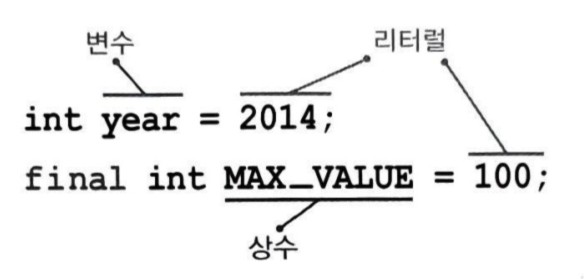 변수 리터럴
int year = 2014;
final int MAX_VALUE = 100;
상수